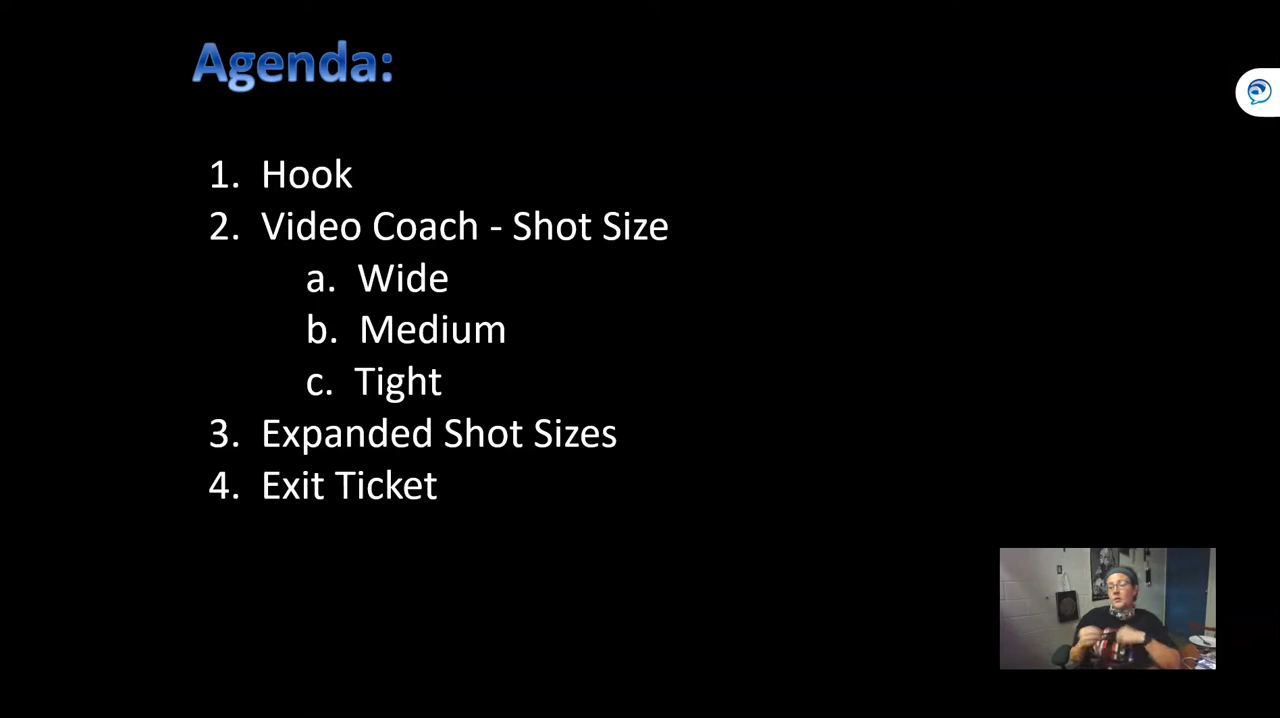 Agenda:
1. Hook
2. Video Coach - Shot Size
a. Wide
b. Medium
c. Tight
3. Expanded Shot Sizes
4. Exit Ticket